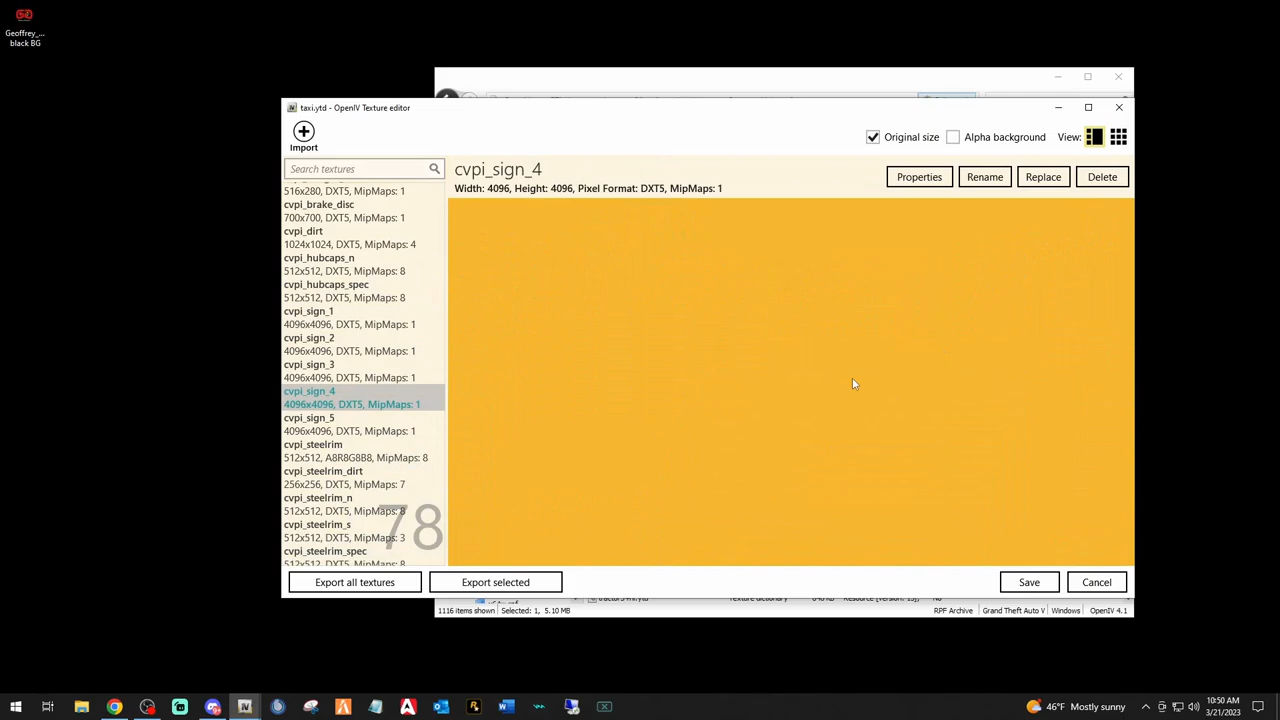 Geoffrey_...
black BG
taxi.ytd - OpenIV Texture editor
Import
Original size
Alpha background
View:
Search textures
cvpi_sign_4
Width: 4096, Height: 4096, Pixel Format: DXT5, MipMaps: 1
Properties
Rename
Replace
Delete
516x280, DXT5, MipMaps: 1
cvpi_brake_disc
700x700, DXT5, MipMaps: 1
cvpi_dirt
1024x1024, DXT5, MipMaps: 4
cvpi_hubcaps_n
512x512, DXT5, MipMaps: 8
cvpi_hubcaps_spec
512x512, DXT5, MipMaps: 8
cvpi_sign_1
4096x4096, DXT5, MipMaps: 1
cvpi_sign_2
4096x4096, DXT5, MipMaps: 1
cvpi_sign_3
4096x4096, DXT5, MipMaps: 1
cvpi_sign_4
4096x4096, DXT5, MipMaps: 1
cvpi_sign_5
4096x4096, DXT5, MipMaps: 1
cvpi_steelrim
512x512, A8R8G8B8, MipMaps: 8
cvpi_steelrim_dirt
256x256, DXT5, MipMaps: 7
cvpi_steelrim_n
512x512, DXT5, MipMaps: 8
cvpi_steelrim_s
512x512, DXT5, MipMaps: 3
cvpi_steelrim_spec
512x512, DXT5, MipMaps: 8
78
Export all textures
Export selected
Save
Cancel
1116 items shown
Selected: 1, 5.10 MB
RPF Archive
Grand Theft Auto V
Windows
OpenIV 4.1
46°F Mostly sunny
10:50 AM
3/21/2023